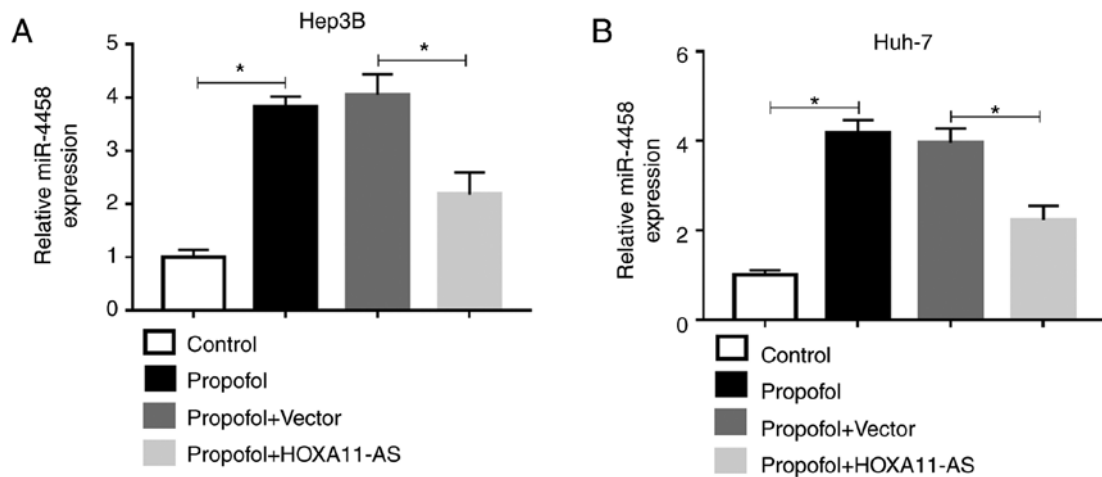 A
Hep3B
Relative miR-4458
expression
5
4
3
2
1
0
*
*
Control
Propofol
Propofol+Vector
Propofol+HOXA11-AS
B
Huh-7
Relative miR-4458
expression
6
4
2
0
*
*
Control
Propofol
Propofol+Vector
Propofol+HOXA11-AS